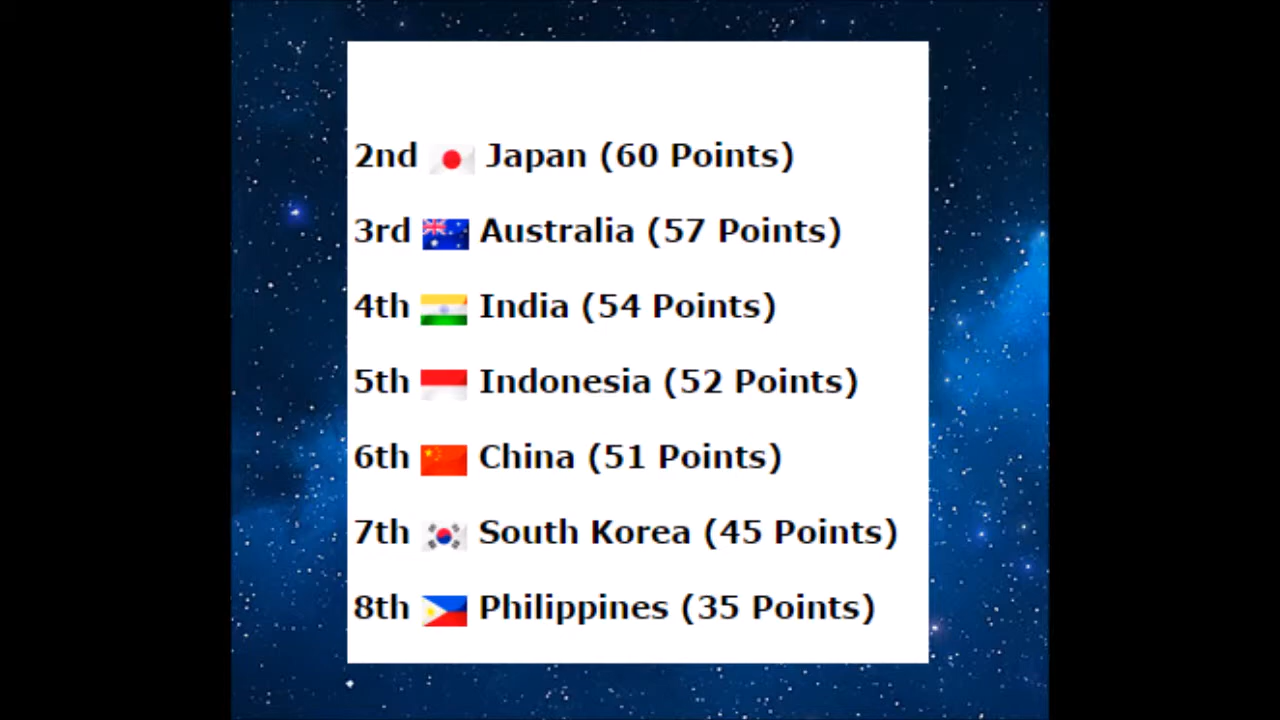 2nd Japan (60 Points)
3rd Australia (57 Points)
4th India (54 Points)
5th Indonesia (52 Points)
6th China (51 Points)
7th South Korea (45 Points)
8th Philippines (35 Points)